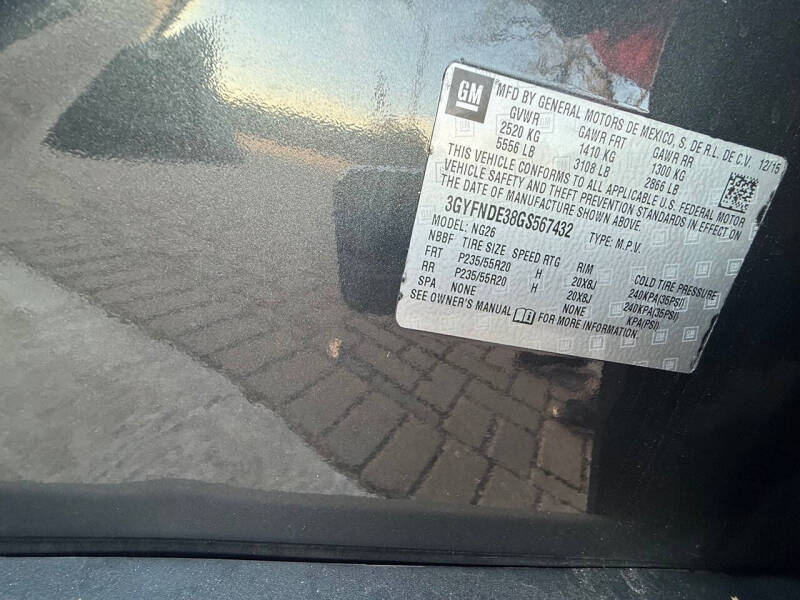 GM
MFD BY GENERAL MOTORS DE MEXICO, S. DE R.L. DE C.V. 12/15
GVWR GAWR FRT GAWR RR
2520 KG 1410 KG 1300 KG
5556 LB 3108 LB 2866 LB
THIS VEHICLE CONFORMS TO ALL APPLICABLE U.S. FEDERAL MOTOR
VEHICLE SAFETY AND THEFT PREVENTION STANDARDS IN EFFECT ON
THE DATE OF MANUFACTURE SHOWN ABOVE.
3GYFNDE38GS567432 TYPE: M.P.V.
MODEL: NG26
NBBF TIRE SIZE SPEED RTG RIM COLD TIRE PRESSURE
FRT P235/55R20 H 20X8J 240KPA(35PSI)
RR P235/55R20 H 20X8J 240KPA(35PSI)
SPA NONE NONE KPA(PSI)
SEE OWNER'S MANUAL FOR MORE INFORMATION.